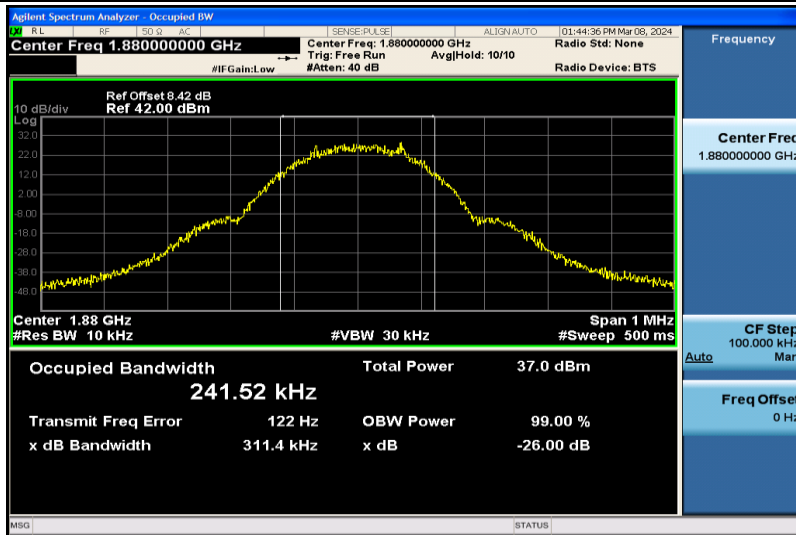 Agilent Spectrum Analyzer - Occupied BW
LXI RL RF 50 Ω AC SENSE:PULSE ALIGN AUTO 01:44:36 PM Mar 08, 2024
Center Freq 1.880000000 GHz
Center Freq: 1.880000000 GHz Radio Std: None
Trig: Free Run Avg|Hold: 10/10
#IFGain:Low #Atten: 40 dB Radio Device: BTS
Frequency
Ref Offset 8.42 dB
10 dB/div Ref 42.00 dBm
Log
32.0
22.0
12.0
2.00
-8.00
-18.0
-28.0
-38.0
-48.0
Center 1.88 GHz Span 1 MHz
#Res BW 10 kHz #VBW 30 kHz #Sweep 500 ms
Occupied Bandwidth Total Power 37.0 dBm
241.52 kHz
Transmit Freq Error 122 Hz OBW Power 99.00 %
x dB Bandwidth 311.4 kHz x dB -26.00 dB
Center Freq
1.880000000 GHz
CF Step
100.000 kHz
Auto Man
Freq Offset
0 Hz
MSG STATUS